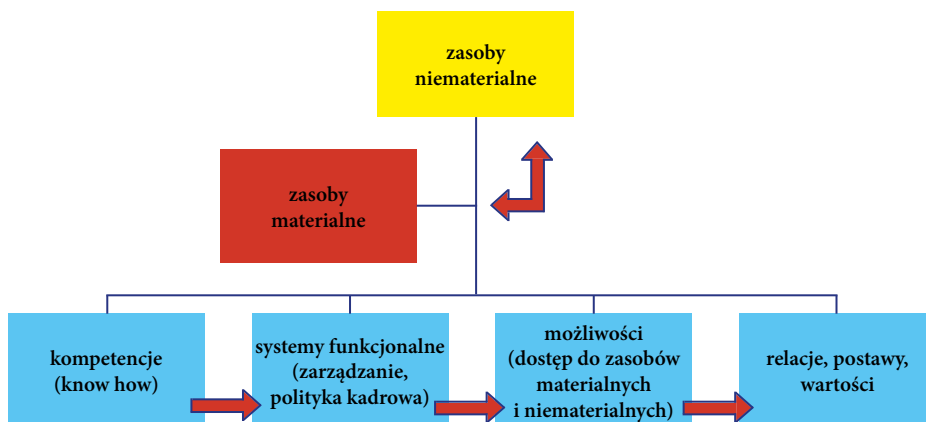 zasoby
niematerialne
zasoby
materialne
kompetencje
(know how)
systemy funkcjonalne
(zarządzanie,
polityka kadrowa)
możliwości
(dostęp do zasobów
materialnych
i niematerialnych)
relacje, postawy,
wartości